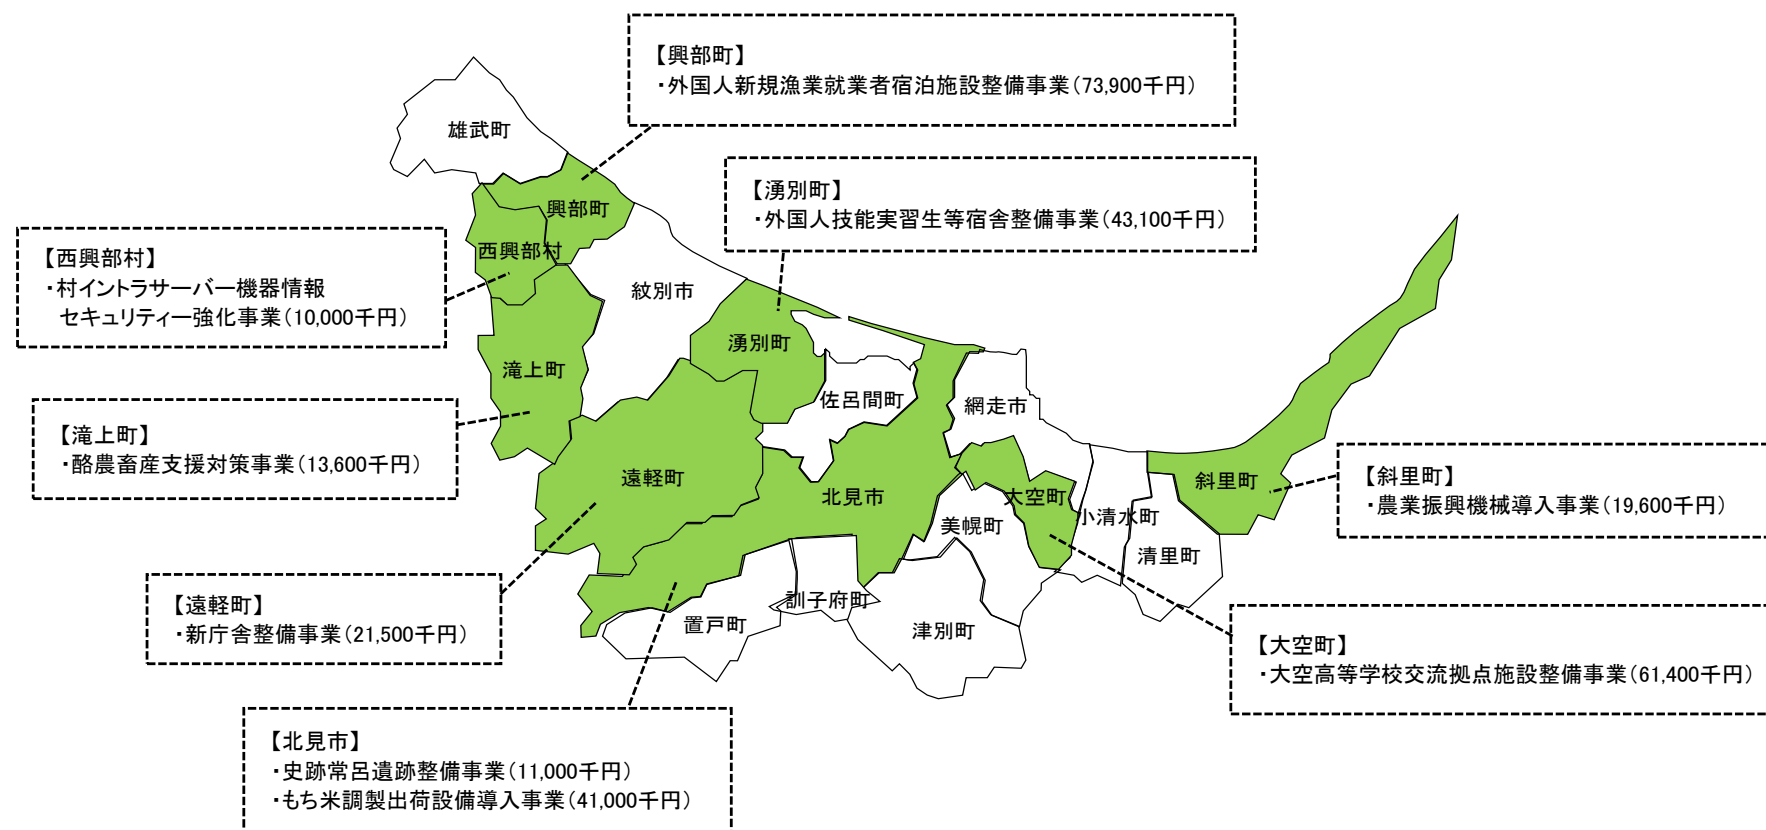 【興部町】
・外国人新規漁業就業者宿泊施設整備事業(73,900千円)
雄武町
【湧別町】
・外国人技能実習生等宿舎整備事業(43,100千円)
興部町
西興部村
【西興部村】
・村イントラサーバー機器情報
セキュリティー強化事業(10,000千円)
紋別市
湧別町
滝上町
佐呂間町
網走市
【滝上町】
・酪農畜産支援対策事業(13,600千円)
遠軽町
北見市
大空町
小清水町
斜里町
【斜里町】
・農業振興機械導入事業(19,600千円)
美幌町
清里町
【遠軽町】
・新庁舎整備事業(21,500千円)
訓子府町
置戸町
津別町
【大空町】
・大空高等学校交流拠点施設整備事業(61,400千円)
【北見市】
・史跡常呂遺跡整備事業(11,000千円)
・もち米調製出荷設備導入事業(41,000千円)